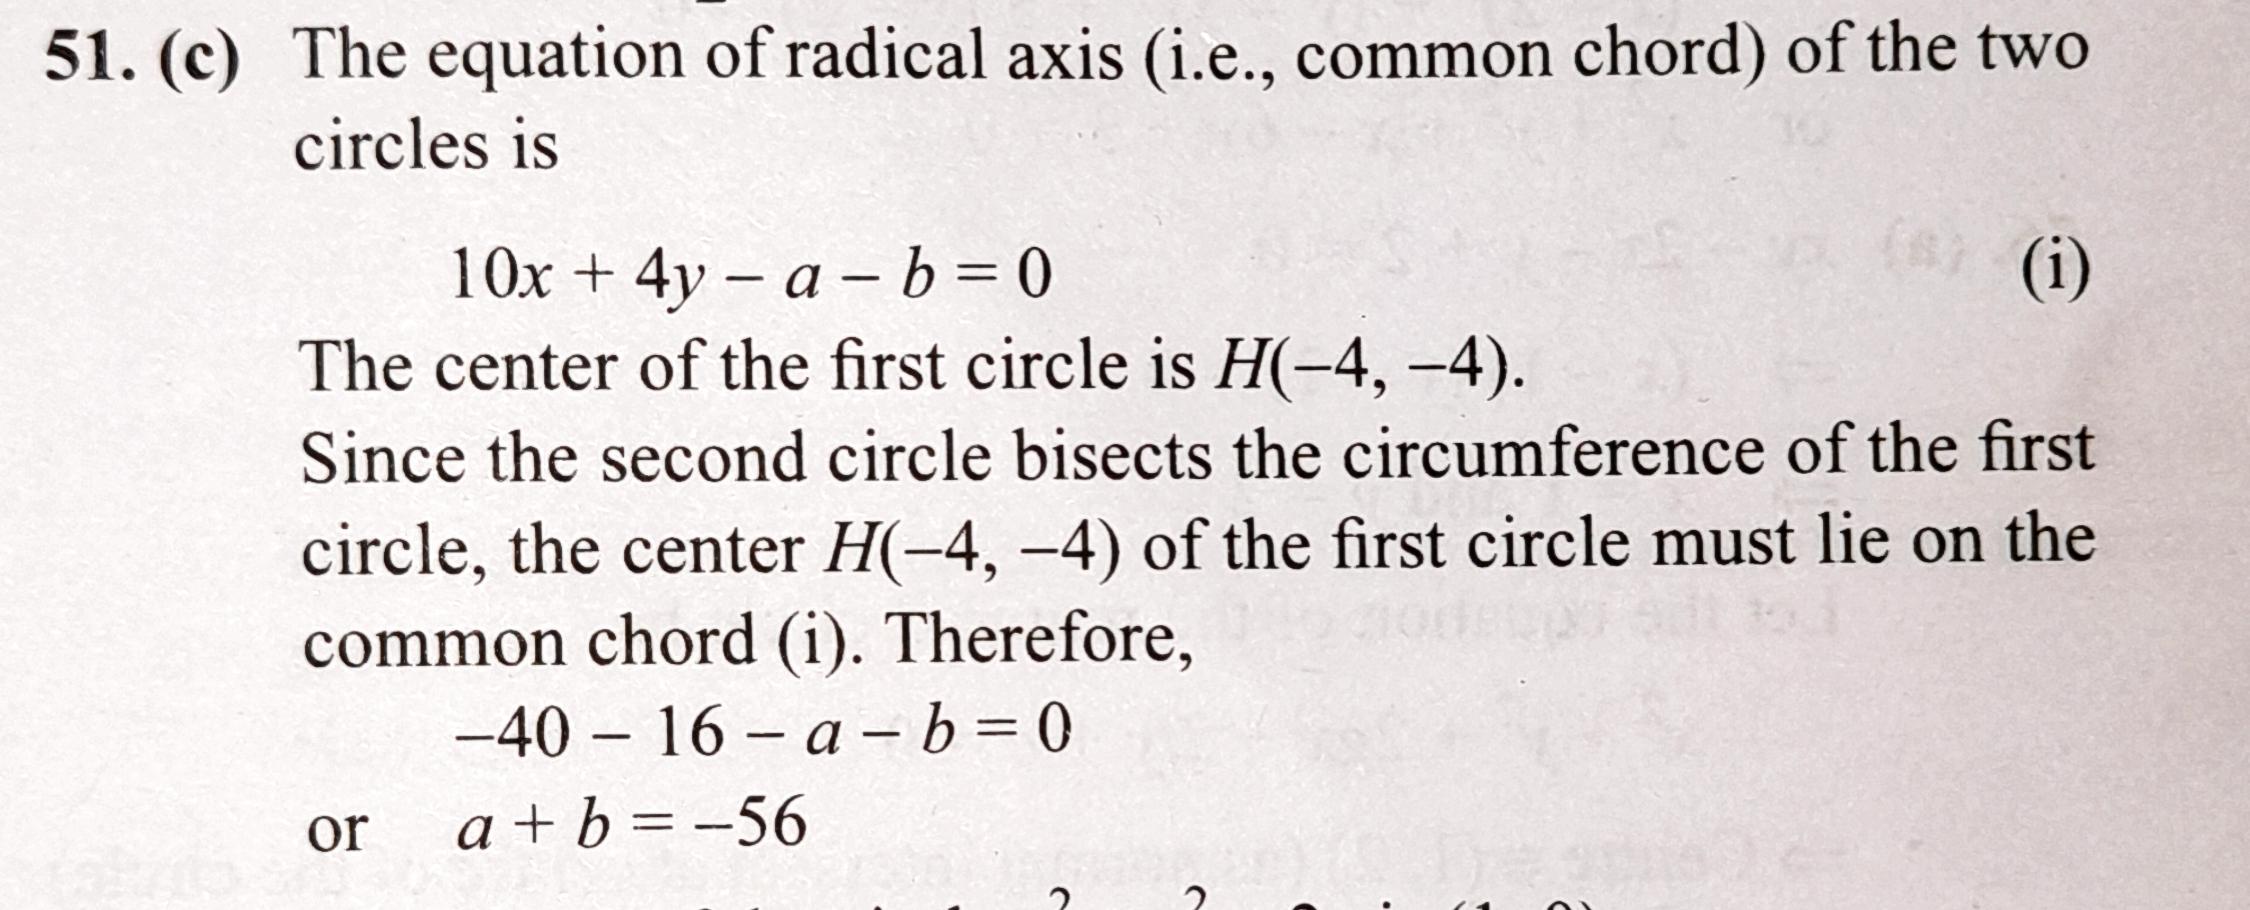 51. (c) The equation of radical axis (i.e., common chord) of the two
circles is
10x + 4y – a – b = 0 (i)
The center of the first circle is H(–4, –4).
Since the second circle bisects the circumference of the first
circle, the center H(–4, –4) of the first circle must lie on the
common chord (i). Therefore,
–40 – 16 – a – b = 0
or a + b = –56